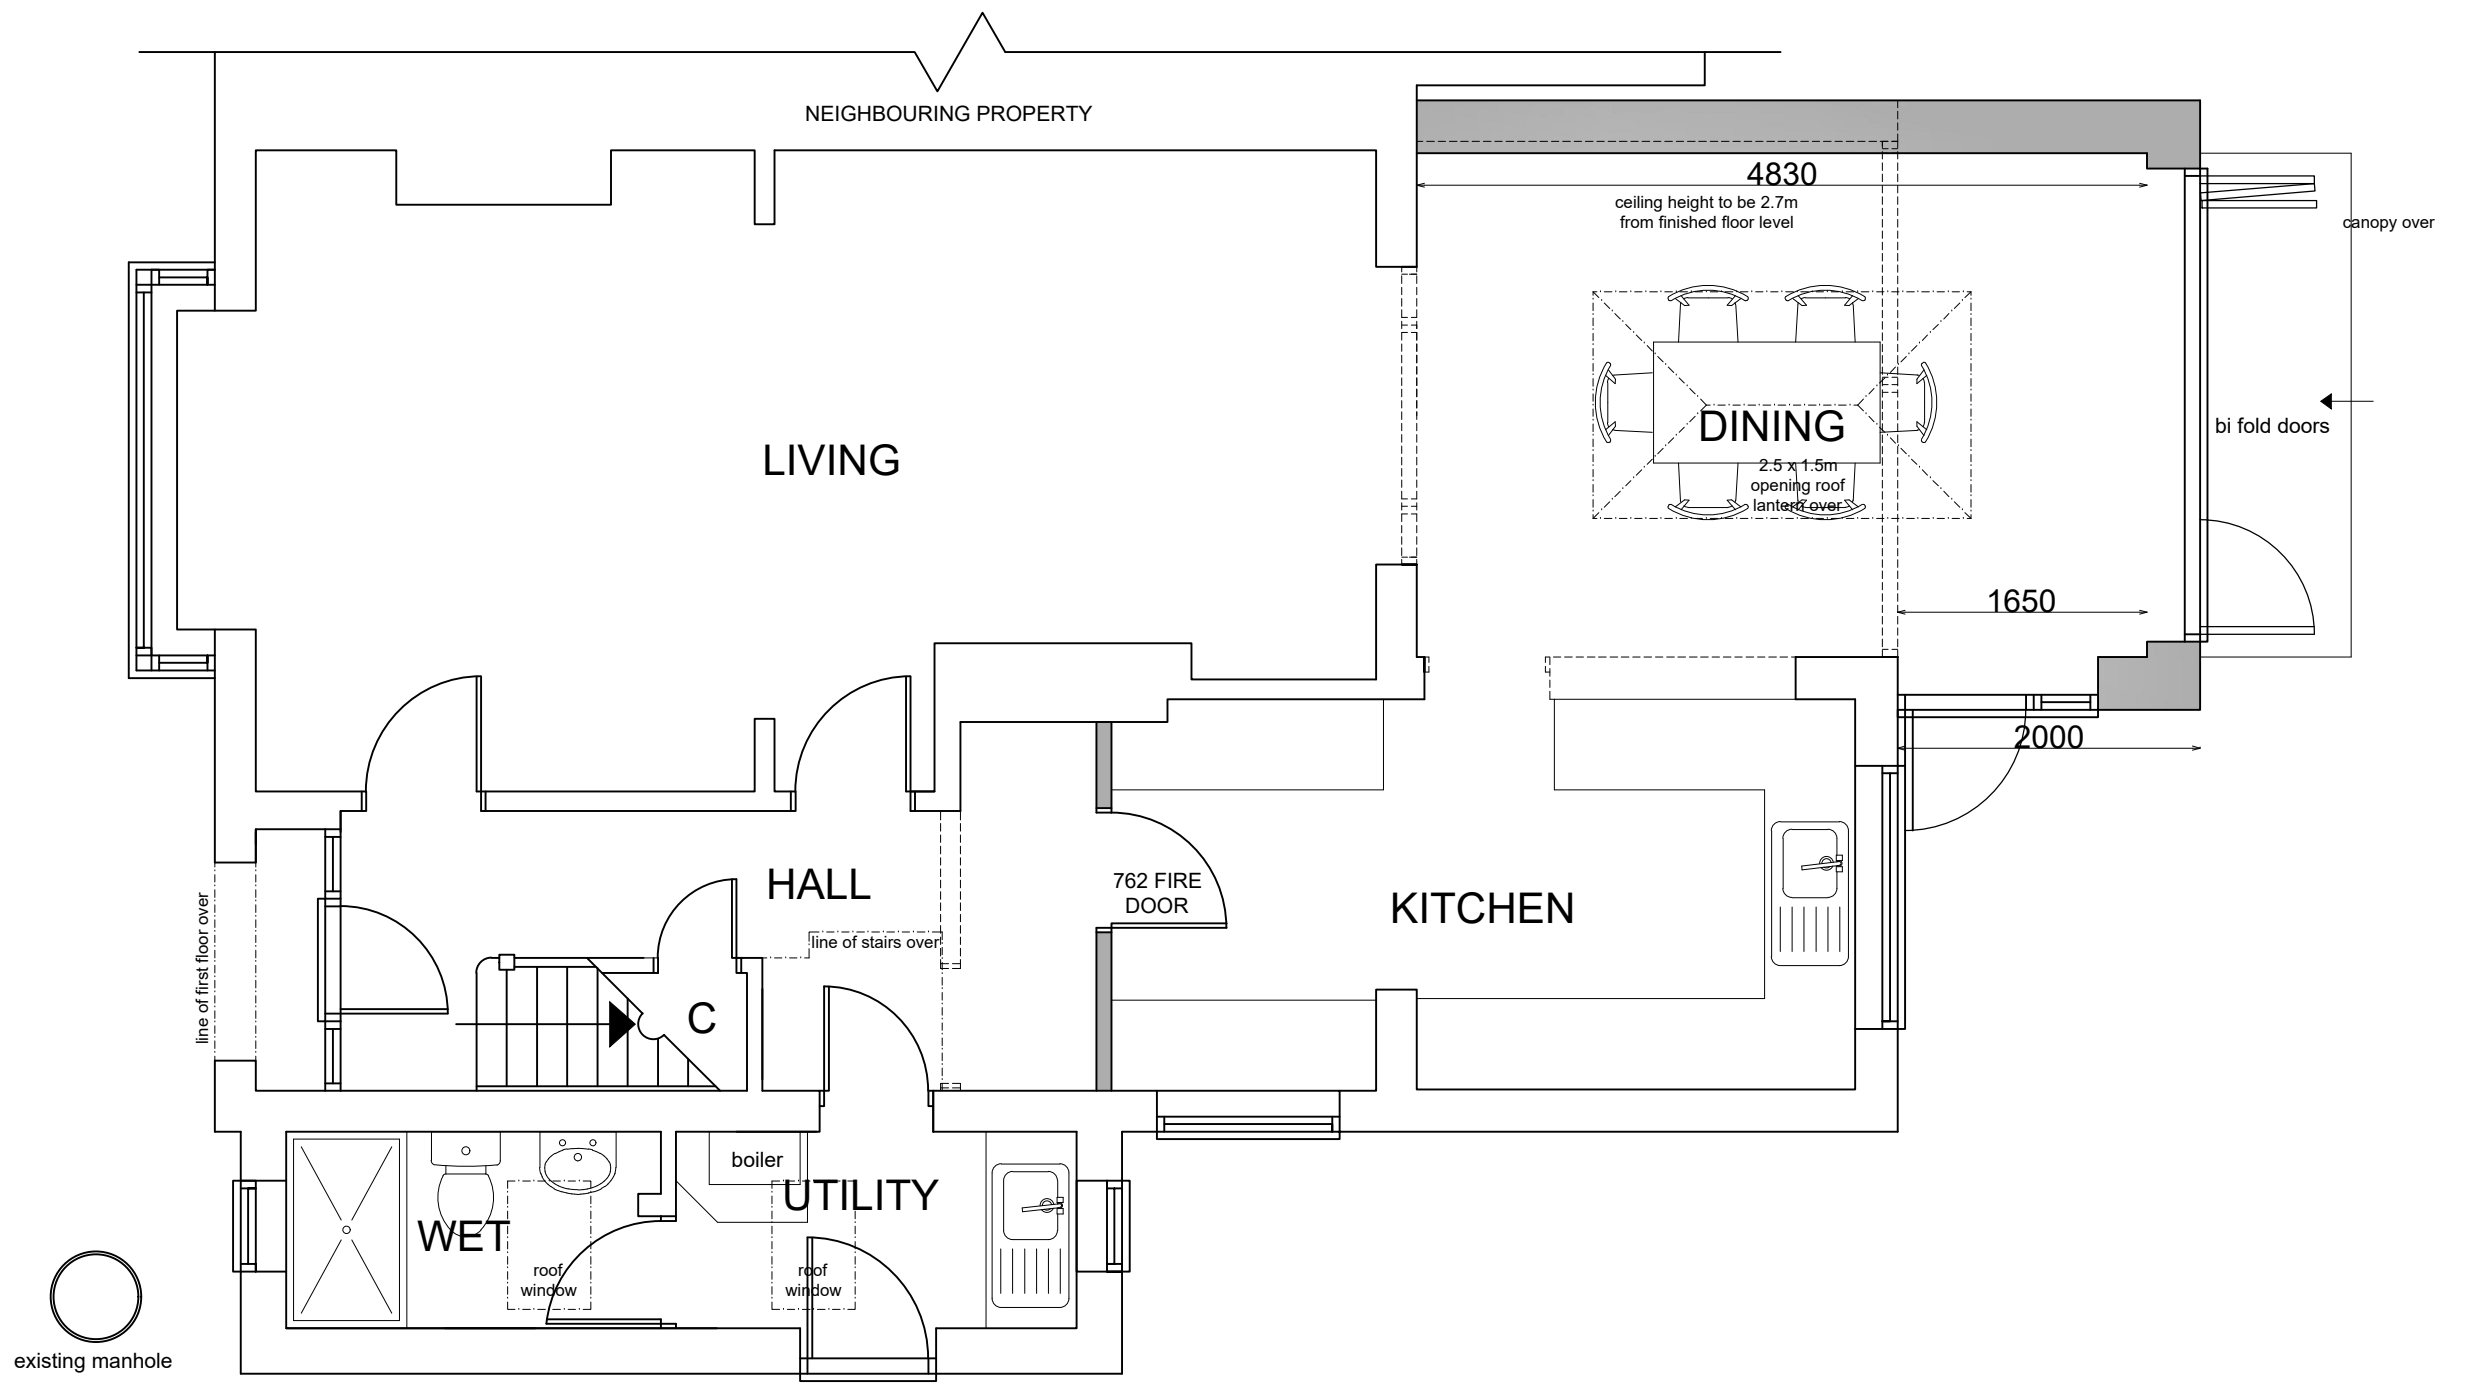 NEIGHBOURING PROPERTY
4830
ceiling height to be 2.7m
from finished floor level
canopy over
LIVING
DINING
bi fold doors
2.5 x 1.5m
opening roof
lantern over
1650
2000
HALL
762 FIRE
DOOR
KITCHEN
line of first floor over
line of stairs over
C
boiler
UTILITY
WET
roof
window
roof
window
existing manhole